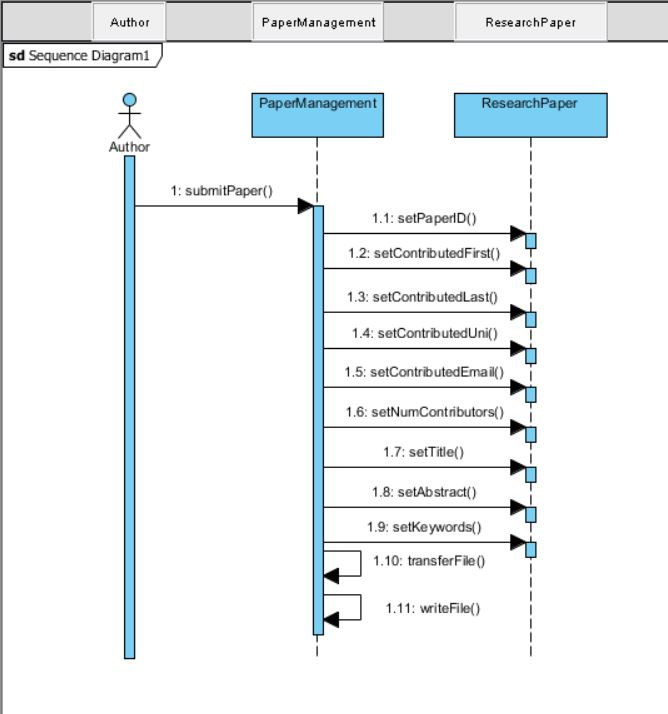 Author PaperManagement ResearchPaper
sd Sequence Diagram1
PaperManagement ResearchPaper
Author
1: submitPaper()
1.1: setPaperID()
1.2: setContributedFirst()
1.3: setContributedLast()
1.4: setContributedUni()
1.5: setContributedEmail()
1.6: setNumContributors()
1.7: setTitle()
1.8: setAbstract()
1.9: setKeywords()
1.10: transferFile()
1.11: writeFile()